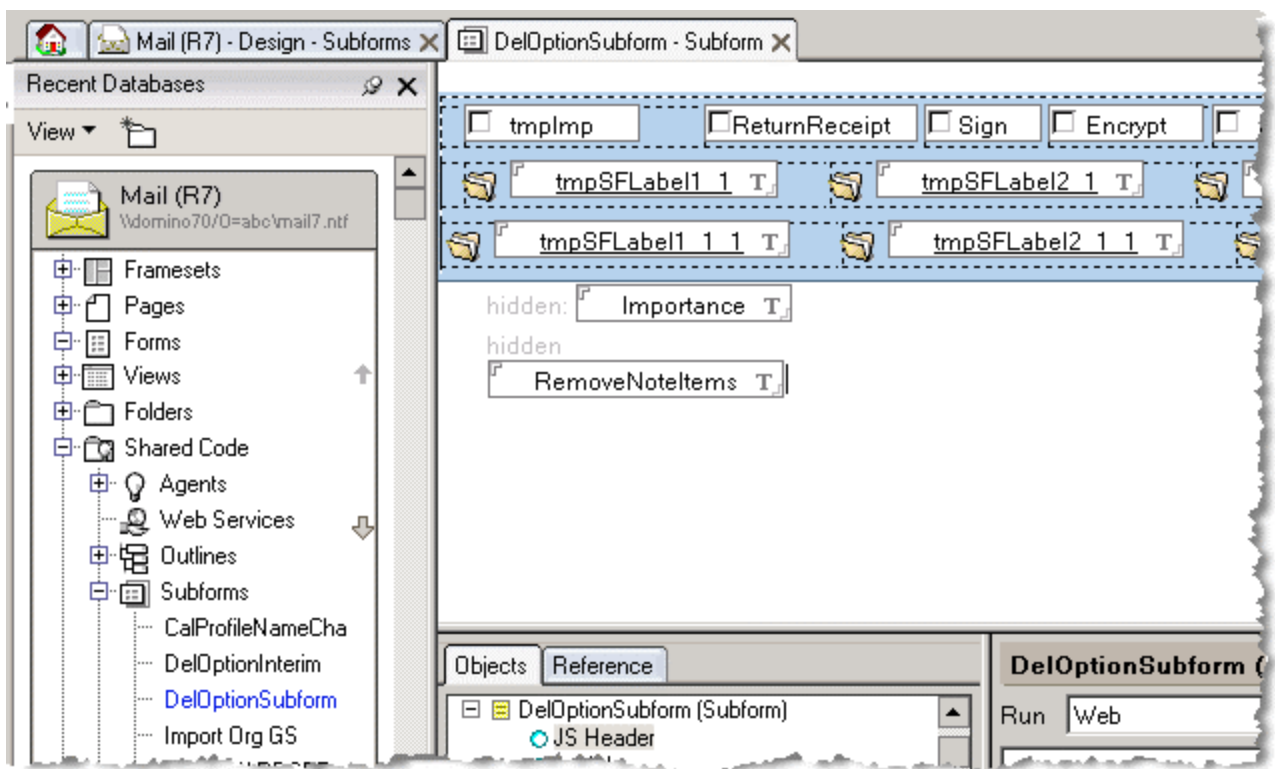 Mail (R7) - Design - Subforms
DelOptionSubform - Subform
Recent Databases
View
Mail (R7)
\\domino70/O=abc\mail7.ntf
Framesets
Pages
Forms
Views
Folders
Shared Code
Agents
Web Services
Outlines
Subforms
CalProfileNameCha
DelOptionInterim
DelOptionSubform
Import Org GS
tmpImp ReturnReceipt Sign Encrypt
tmpSFLabel1_1 T tmpSFLabel2_1 T
tmpSFLabel1_1_1 T tmpSFLabel2_1_1 T
hidden: Importance T
hidden
RemoveNoteItems T
Objects Reference
DelOptionSubform (Subform)
JS Header
DelOptionSubform (
Run Web